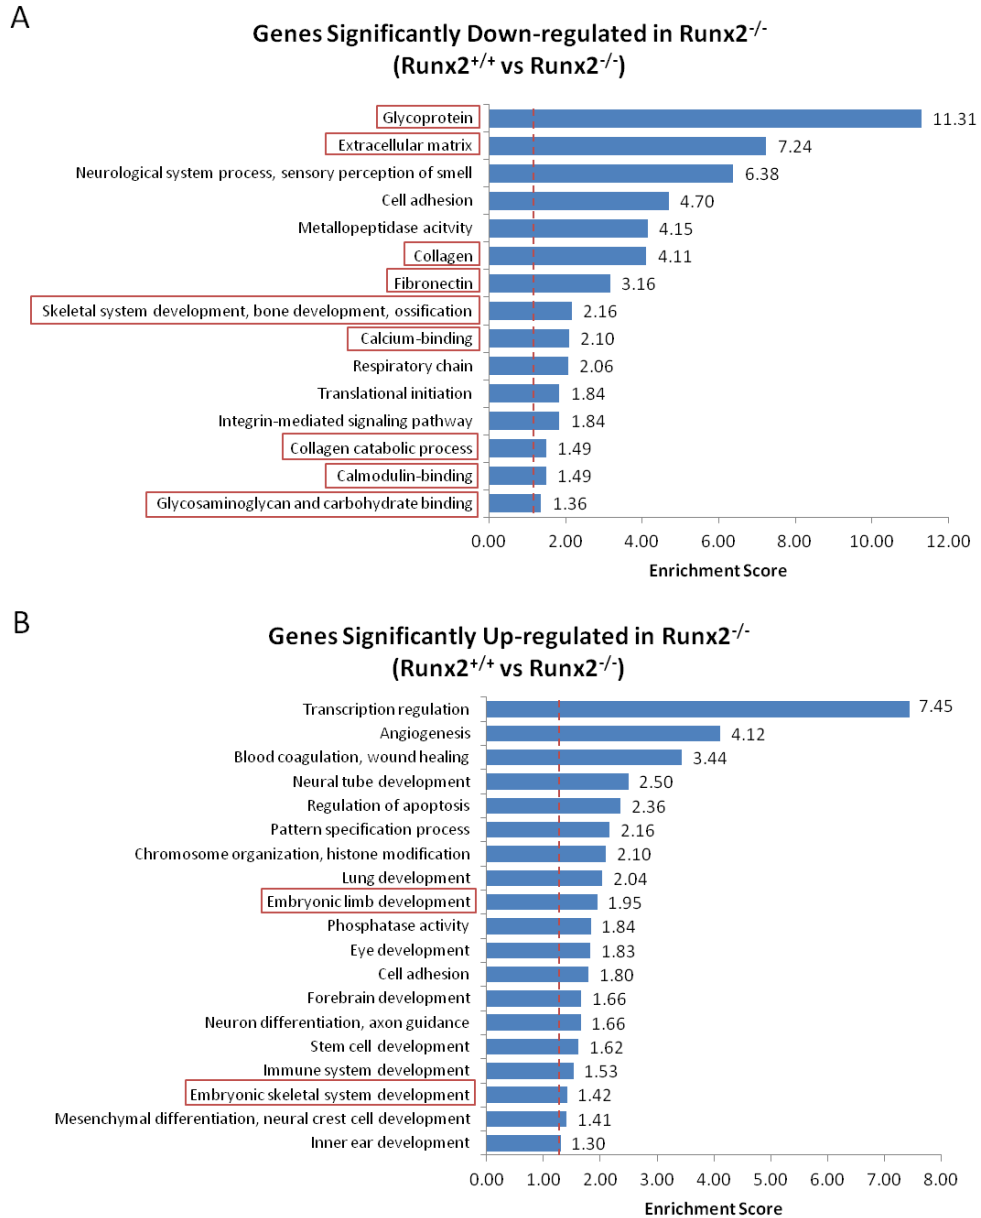 A
Genes Significantly Down-regulated in Runx2-/-
(Runx2+/+ vs Runx2-/-)
Glycoprotein 11.31
Extracellular matrix 7.24
Neurological system process, sensory perception of smell 6.38
Cell adhesion 4.70
Metallopeptidase acitvity 4.15
Collagen 4.11
Fibronectin 3.16
Skeletal system development, bone development, ossification 2.16
Calcium-binding 2.10
Respiratory chain 2.06
Translational initiation 1.84
Integrin-mediated signaling pathway 1.84
Collagen catabolic process 1.49
Calmodulin-binding 1.49
Glycosaminoglycan and carbohydrate binding 1.36
0.00 2.00 4.00 6.00 8.00 10.00 12.00
Enrichment Score
B
Genes Significantly Up-regulated in Runx2-/-
(Runx2+/+ vs Runx2-/-)
Transcription regulation 7.45
Angiogenesis 4.12
Blood coagulation, wound healing 3.44
Neural tube development 2.50
Regulation of apoptosis 2.36
Pattern specification process 2.16
Chromosome organization, histone modification 2.10
Lung development 2.04
Embryonic limb development 1.95
Phosphatase activity 1.84
Eye development 1.83
Cell adhesion 1.80
Forebrain development 1.66
Neuron differentiation, axon guidance 1.66
Stem cell development 1.62
Immune system development 1.53
Embryonic skeletal system development 1.42
Mesenchymal differentiation, neural crest cell development 1.41
Inner ear development 1.30
0.00 1.00 2.00 3.00 4.00 5.00 6.00 7.00 8.00
Enrichment Score